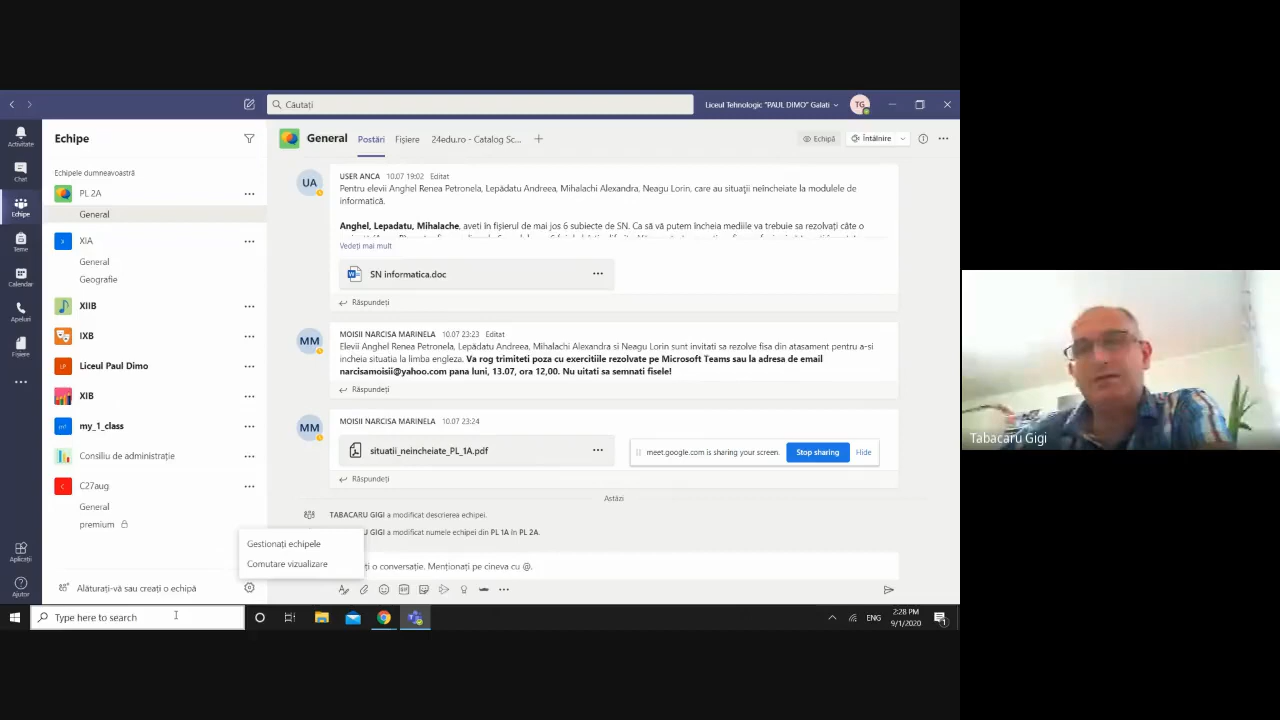 Căutați
Liceul Tehnologic "PAUL DIMO" Galati
TG
Activitate
Chat
Echipe
Teme
Calendar
Apeluri
Fișiere
Aplicații
Ajutor
Echipe
Echipele dumneavoastră
PL 2A
General
XIA
General
Geografie
XIIB
IXB
LP
Liceul Paul Dimo
XIB
my_1_class
Consiliu de administrație
C27aug
General
premium
Gestionați echipele
Comutare vizualizare
Alăturați-vă sau creați o echipă
General
Postări
Fișiere
24edu.ro - Catalog Sc...
Echipă
Întâlnire
UA
USER ANCA 10.07 19:02 Editat
Pentru elevii Anghel Renea Petronela, Lepădatu Andreea, Mihalachi Alexandra, Neagu Lorin, care au situații neîncheiate la modulele de
informatică.
Anghel, Lepadatu, Mihalache, aveți în fișierul de mai jos 6 subiecte de SN. Ca să vă putem încheia mediile va trebuie sa rezolvați câte o
Vedeți mai mult
SN informatica.doc
Răspundeți
MM
MOISII NARCISA MARINELA 10.07 23:23 Editat
Elevii Anghel Renea Petronela, Lepădatu Andreea, Mihalachi Alexandra si Neagu Lorin sunt invitati sa rezolve fisa din atasament pentru a-si
incheia situatia la limba engleza. Va rog trimiteti poza cu exercitiile rezolvate pe Microsoft Teams sau la adresa de email
narcisamoisii@yahoo.com pana luni, 13.07, ora 12,00. Nu uitati sa semnati fisele!
Răspundeți
MM
MOISII NARCISA MARINELA 10.07 23:24
situatii_neincheiate_PL_1A.pdf
meet.google.com is sharing your screen.
Stop sharing
Hide
Răspundeți
Astăzi
TABACARU GIGI a modificat descrierea echipei.
U GIGI a modificat numele echipei din PL 1A în PL 2A.
ți o conversație. Menționați pe cineva cu @.
Type here to search
ENG
2:28 PM
9/1/2020
Tabacaru Gigi